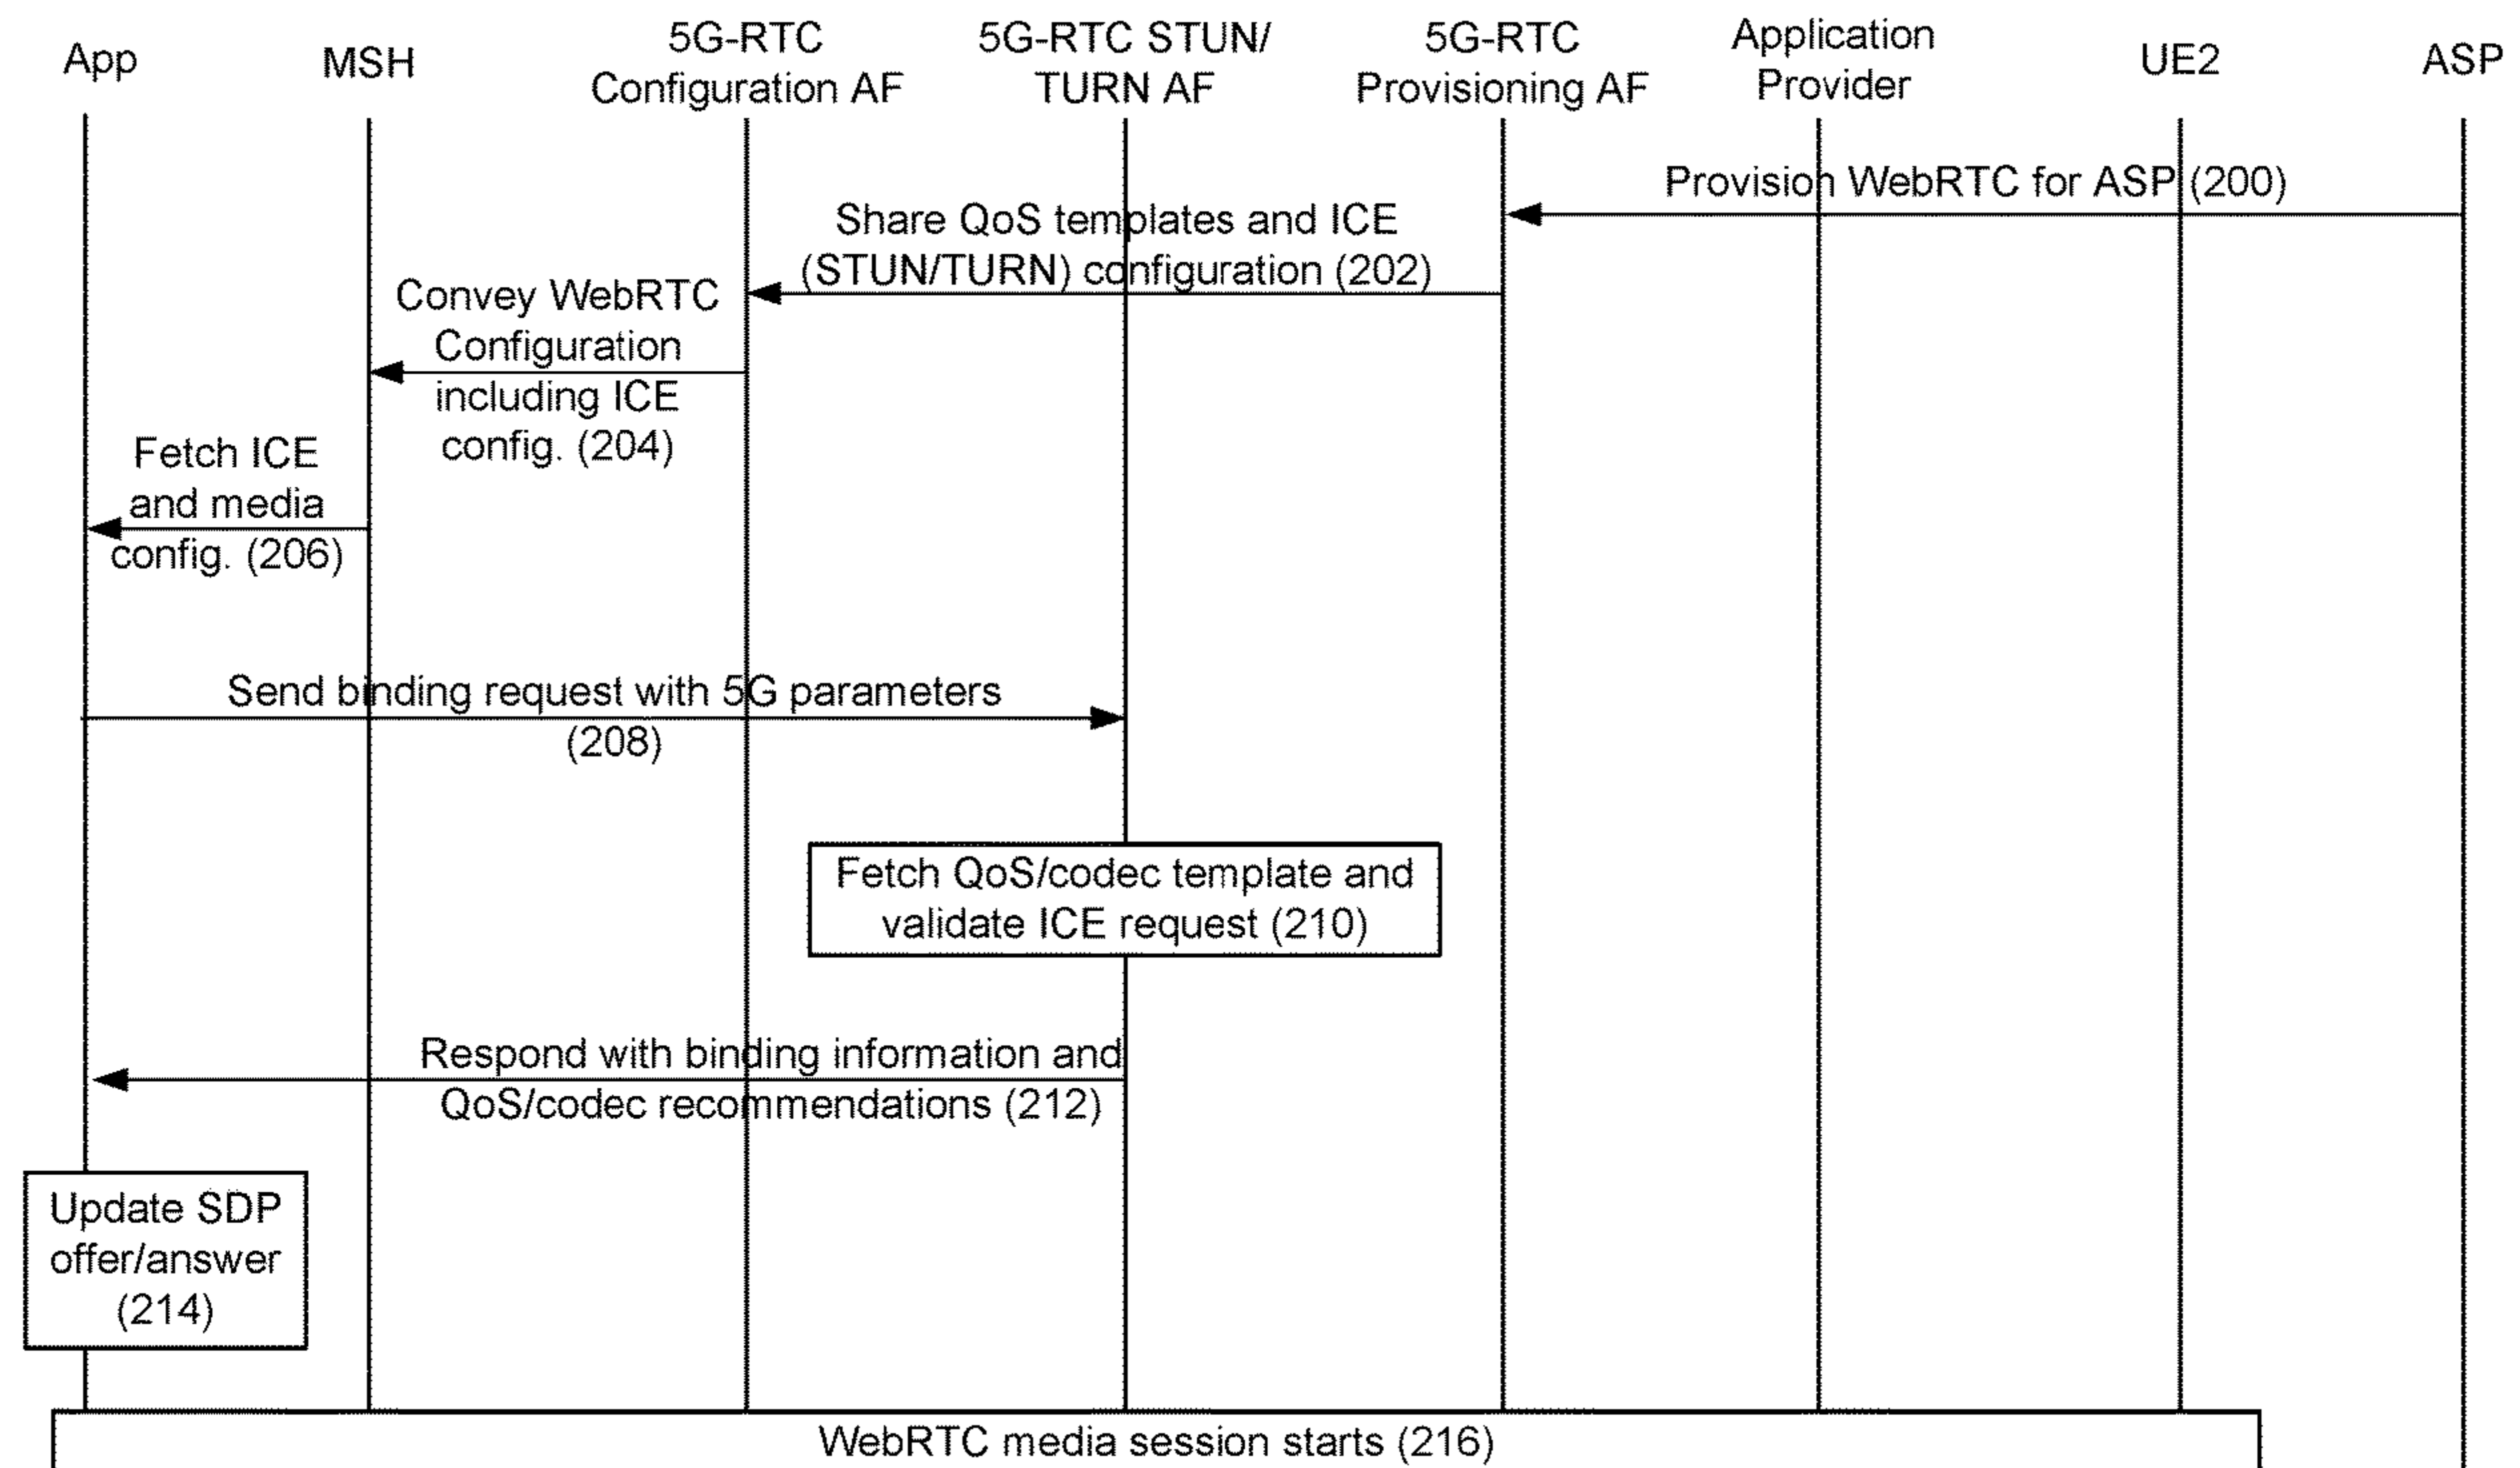 App
MSH
5G-RTC
Configuration AF
5G-RTC STUN/
TURN AF
5G-RTC
Provisioning AF
Application
Provider
UE2
ASP
Provision WebRTC for ASP (200)
Share QoS templates and ICE
(STUN/TURN) configuration (202)
Convey WebRTC
Configuration
including ICE
config. (204)
Fetch ICE
and media
config. (206)
Send binding request with 5G parameters
(208)
Fetch QoS/codec template and
validate ICE request (210)
Respond with binding information and
QoS/codec recommendations (212)
Update SDP
offer/answer
(214)
WebRTC media session starts (216)